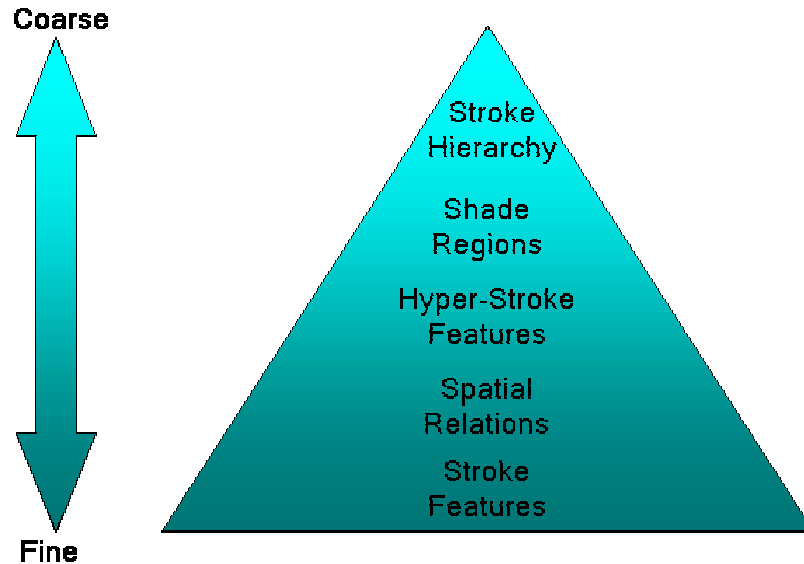 Coarse
Stroke
Hierarchy
Shade
Regions
Hyper-Stroke
Features
Spatial
Relations
Stroke
Features
Fine